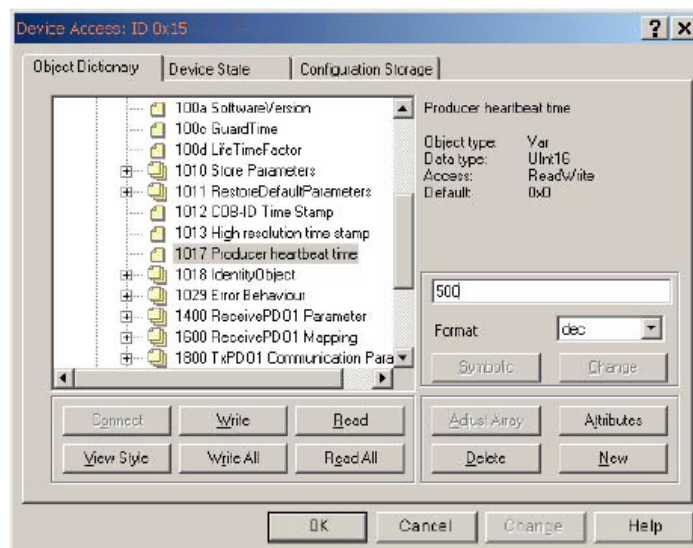 Device Access: ID 0x15
Object Dictionary
Device State
Configuration Storage
100a SoftwareVersion
100c GuardTime
100d LifeTimeFactor
1010 Store Parameters
1011 RestoreDefaultParameters
1012 COB-ID Time Stamp
1013 High resolution time stamp
1017 Producer heartbeat time
1018 IdentityObject
1029 Error Behaviour
1400 ReceivePDO1 Parameter
1600 ReceivePDO1 Mapping
1800 TxPDO1 Communication Para
Producer heartbeat time
Object type: Var
Data type: UInt16
Access: ReadWrite
Default: 0x0
500
Format dec
Symbolic Change
Connect Write Read
View Style Write All Read All
Adjust Array Attributes
Delete New
OK Cancel Change Help